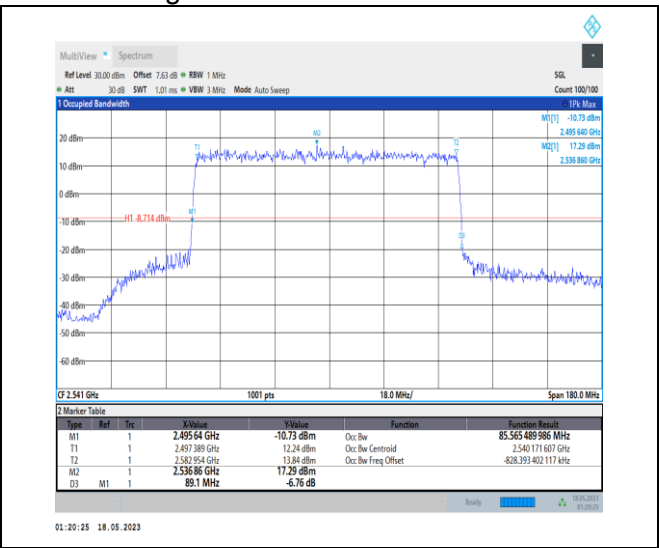 MultiView Spectrum
Ref Level 30.00 dBm Offset 7.63 dB RBW 1 MHz SGL
Att 30 dB SWT 1.01 ms VBW 3 MHz Mode Auto Sweep Count 100/100
1 Occupied Bandwidth 1Pk Max
M1[1] -10.73 dBm
2.495 640 GHz
M2[1] 17.29 dBm
2.536 860 GHz
20 dBm
M2
T1
T2
10 dBm
0 dBm
M1
-10 dBm
H1 -8.714 dBm
D3
-20 dBm
-30 dBm
-40 dBm
-50 dBm
-60 dBm
CF 2.541 GHz 1001 pts 18.0 MHz/ Span 180.0 MHz
2 Marker Table
Type Ref Trc X-Value Y-Value Function Function Result
M1 1 2.495 64 GHz -10.73 dBm Occ Bw 85.565 489 986 MHz
T1 1 2.497 389 GHz 12.24 dBm Occ Bw Centroid 2.540 171 607 GHz
T2 1 2.582 954 GHz 13.84 dBm Occ Bw Freq Offset -828.393 402 117 kHz
M2 1 2.536 86 GHz 17.29 dBm
D3 M1 1 89.1 MHz -6.76 dB
Ready 18.05.2023
01:20:25
01:20:25 18.05.2023